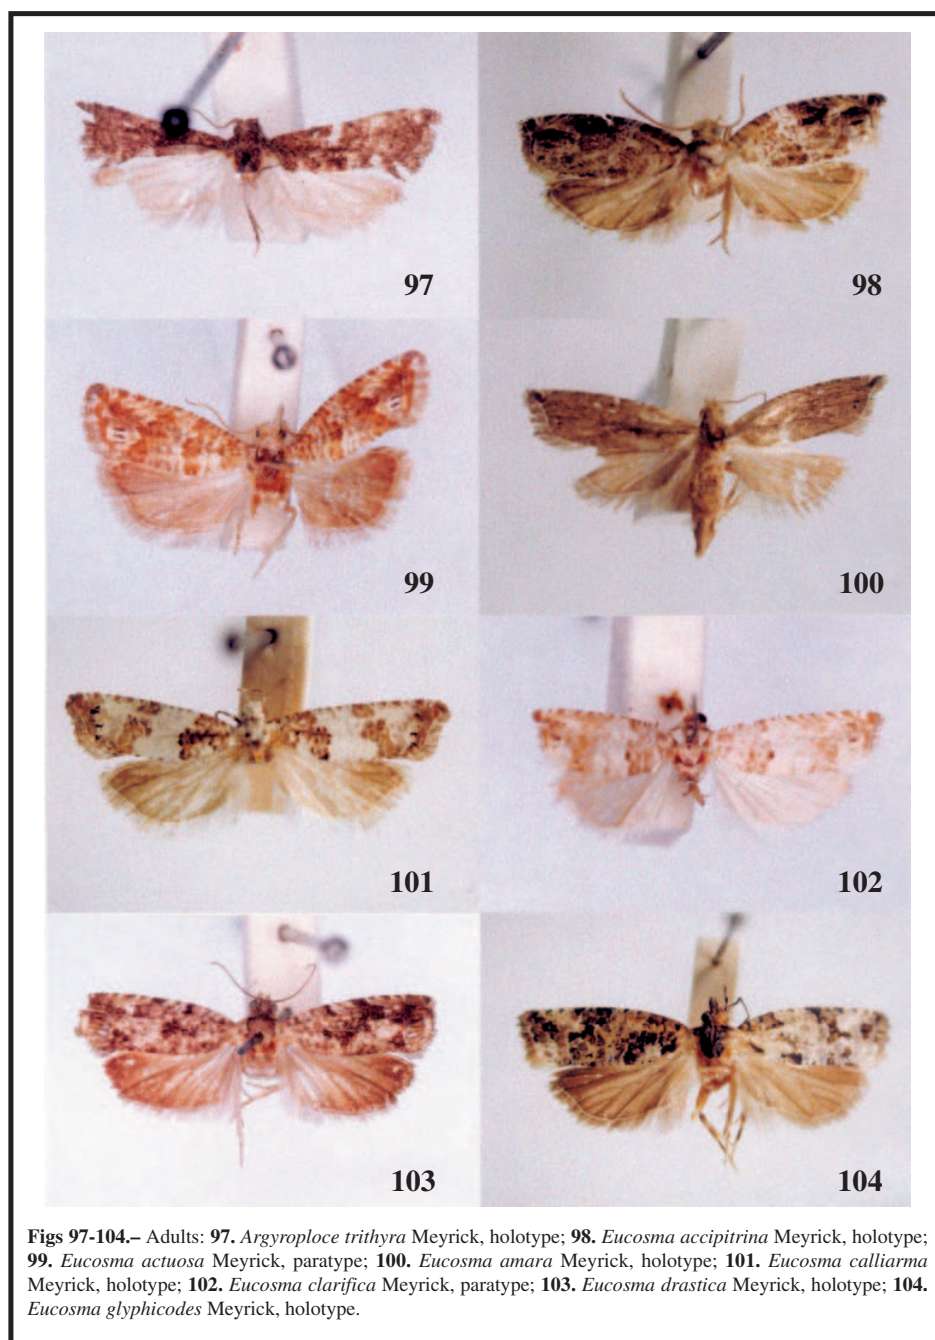 97
98
99
100
101
102
103
104
Figs 97-104.– Adults: 97. Argyroploce trithyra Meyrick, holotype; 98. Eucosma accipitrina Meyrick, holotype;
99. Eucosma actuosa Meyrick, paratype; 100. Eucosma amara Meyrick, holotype; 101. Eucosma calliarma
Meyrick, holotype; 102. Eucosma clarifica Meyrick, paratype; 103. Eucosma drastica Meyrick, holotype; 104.
Eucosma glyphicodes Meyrick, holotype.